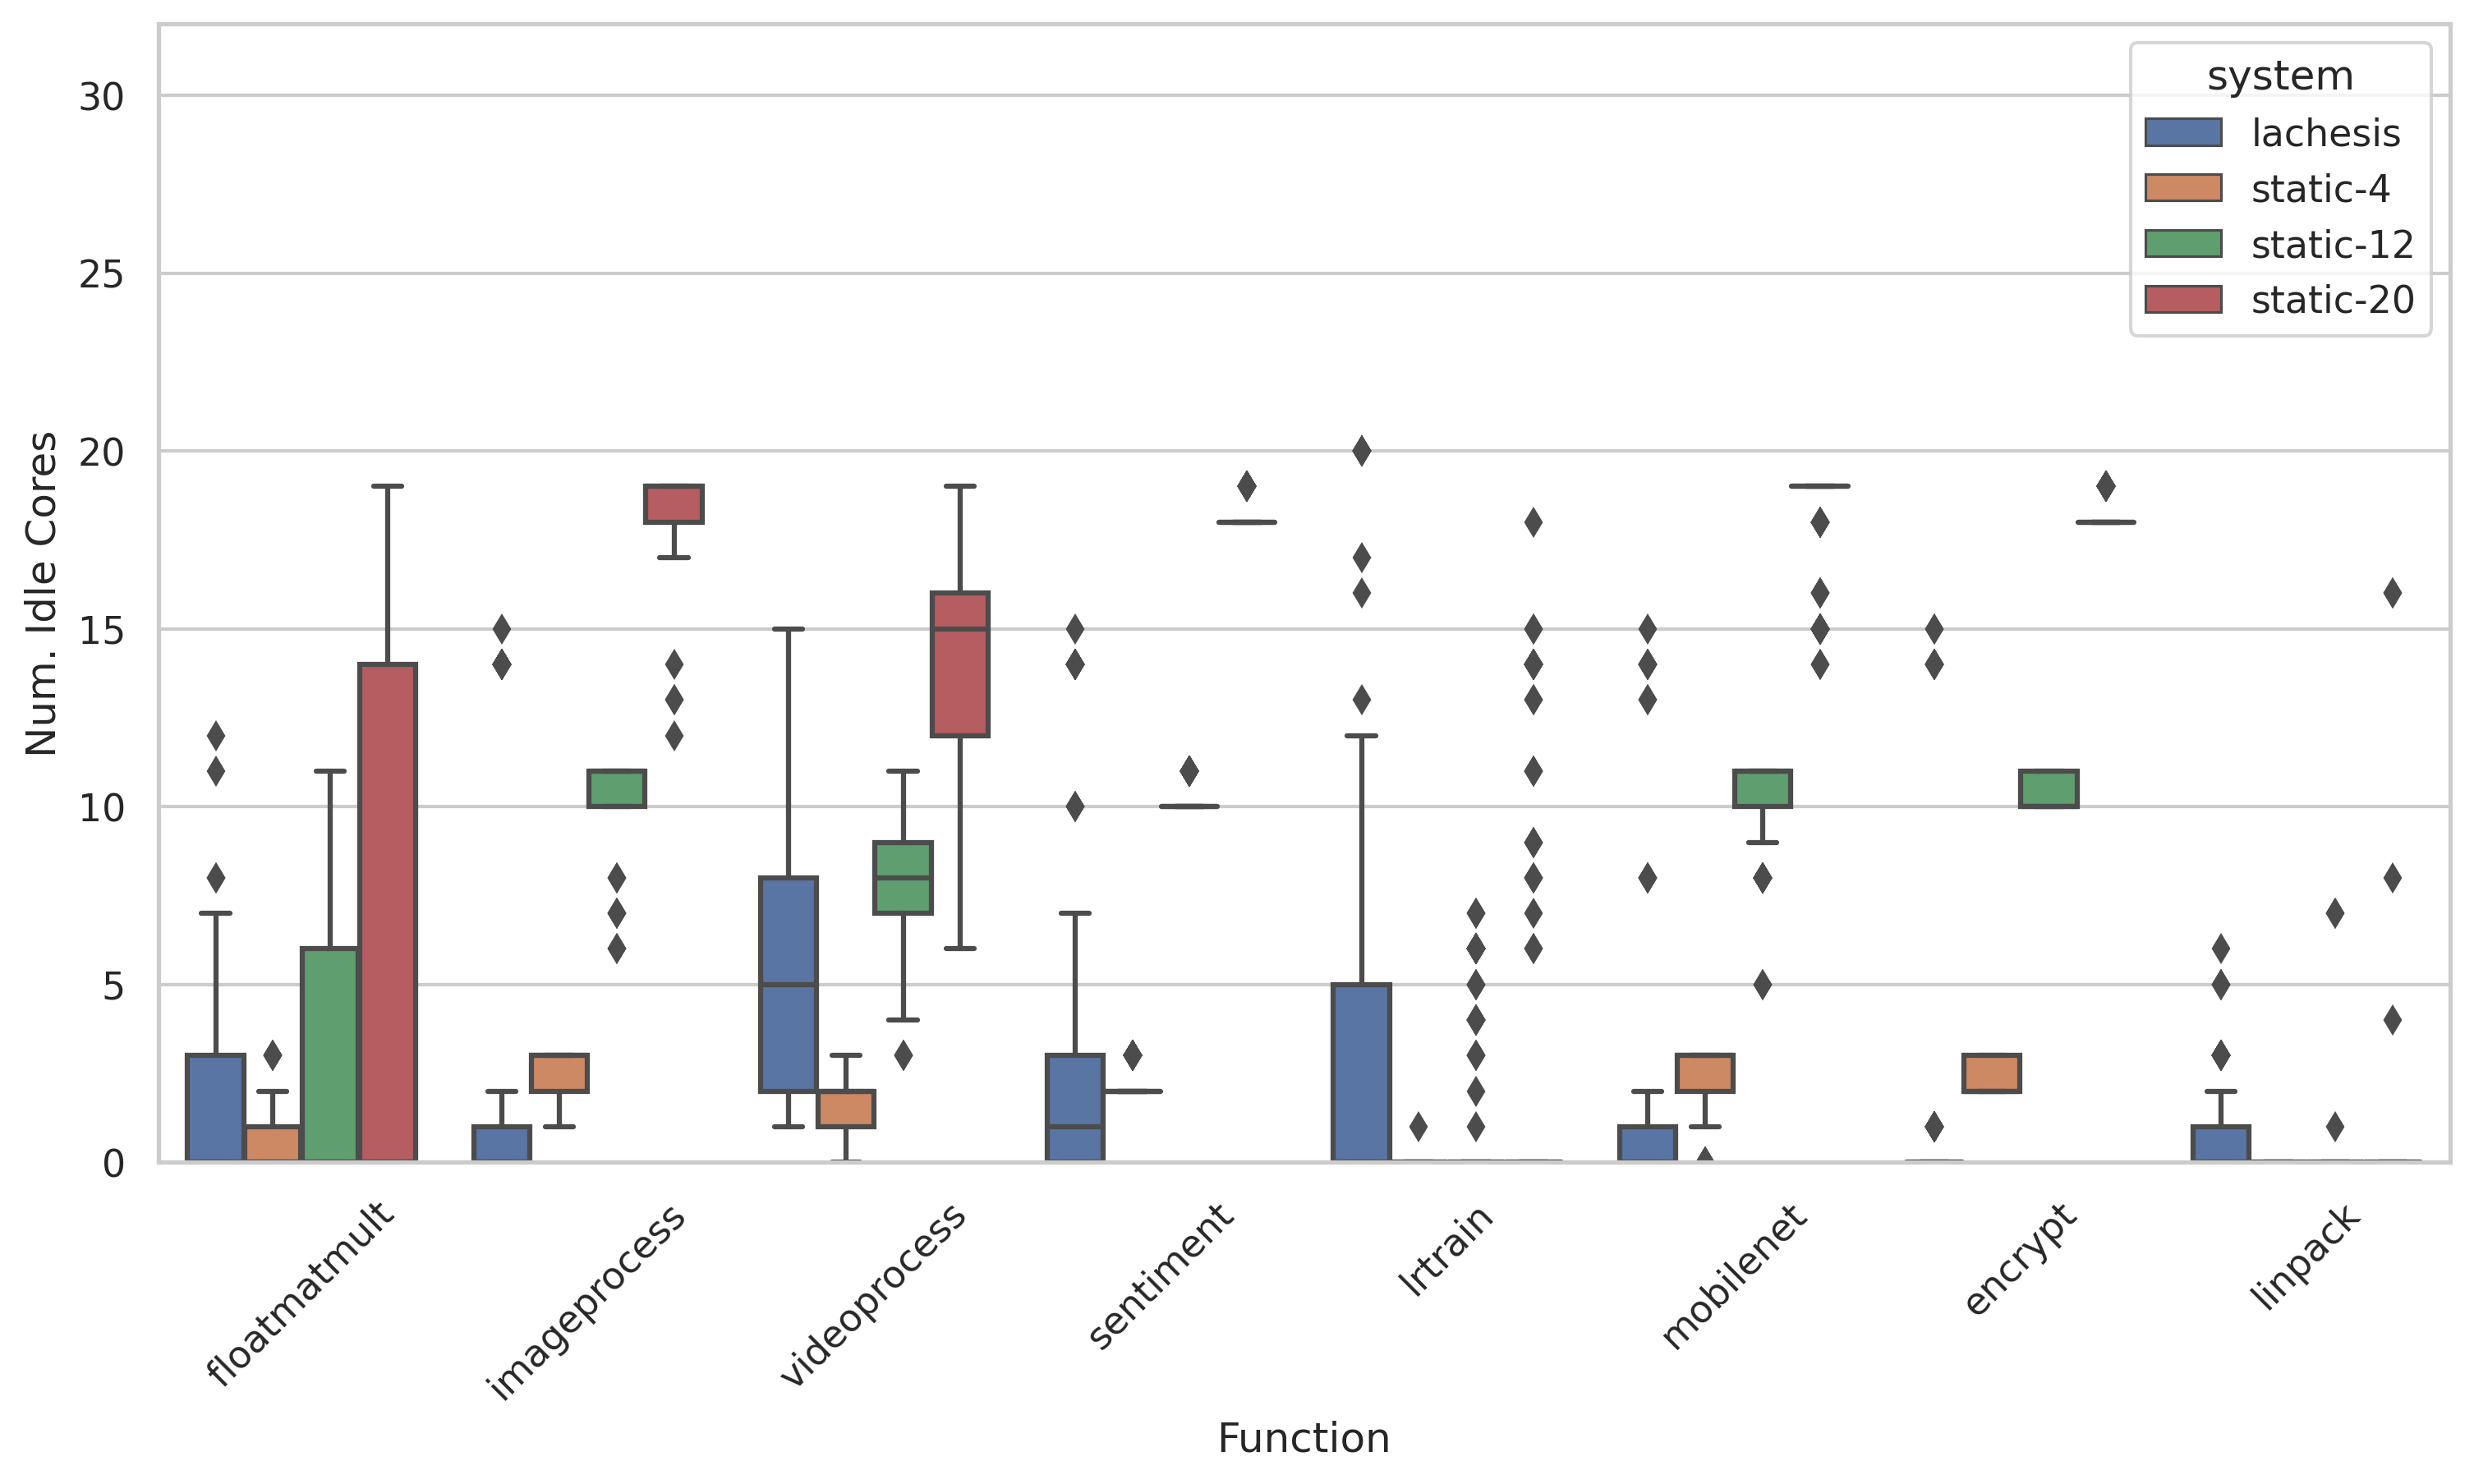 Num. Idle Cores
30
25
20
15
10
5
0
system
lachesis
static-4
static-12
static-20
floatmatmult
imageprocess
videoprocess
sentiment
lrtrain
mobilenet
encrypt
linpack
Function